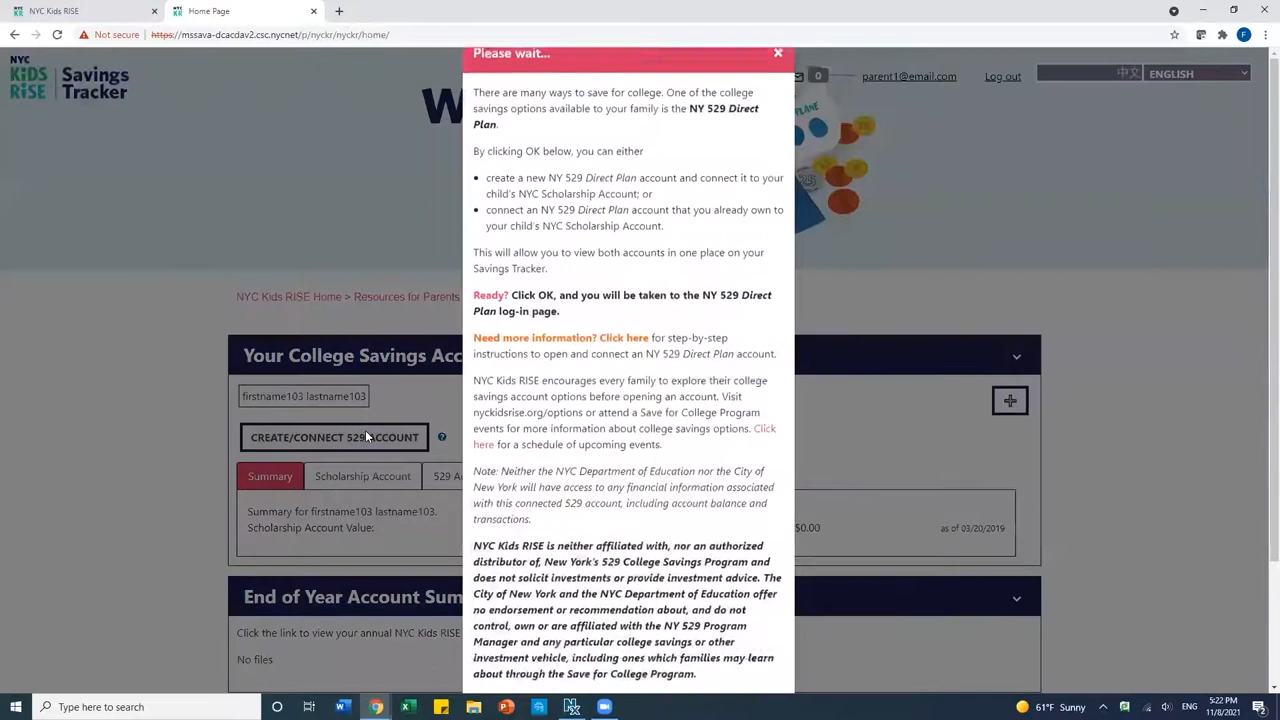 NYC Kids RISE
Home Page
Not secure
https://mssava-dcacdav2.csc.nycnet/p/nyckr/nyckr/home/
F
NYC
KiDS
RiSE
Savings
Tracker
W
Please wait...
0
parent1@email.com
Log out
中文
ENGLISH
PLANE
There are many ways to save for college. One of the college
savings options available to your family is the NY 529 Direct
Plan.
By clicking OK below, you can either
create a new NY 529 Direct Plan account and connect it to your
child's NYC Scholarship Account; or
connect an NY 529 Direct Plan account that you already own to
your child's NYC Scholarship Account.
This will allow you to view both accounts in one place on your
Savings Tracker.
Ready? Click OK, and you will be taken to the NY 529 Direct
Plan log-in page.
Need more information? Click here for step-by-step
instructions to open and connect an NY 529 Direct Plan account.
NYC Kids RISE encourages every family to explore their college
savings account options before opening an account. Visit
nyckidsrise.org/options or attend a Save for College Program
events for more information about college savings options. Click
here for a schedule of upcoming events.
Note: Neither the NYC Department of Education nor the City of
New York will have access to any financial information associated
with this connected 529 account, including account balance and
transactions.
NYC Kids RISE is neither affiliated with, nor an authorized
distributor of, New York's 529 College Savings Program and
does not solicit investments or provide investment advice. The
City of New York and the NYC Department of Education offer
no endorsement or recommendation about, and do not
control, own or are affiliated with the NY 529 Program
Manager and any particular college savings or other
investment vehicle, including ones which families may learn
about through the Save for College Program.
NYC Kids RISE Home > Resources for Parents
Your College Savings Acc
firstname103 lastname103
CREATE/CONNECT 529 ACCOUNT
Summary
Scholarship Account
529 A
Summary for firstname103 lastname103.
Scholarship Account Value:
$0.00
as of 03/20/2019
End of Year Account Sum
Click the link to view your annual NYC Kids RISE
No files
Type here to search
61°F Sunny
5:22 PM
11/8/2021
2